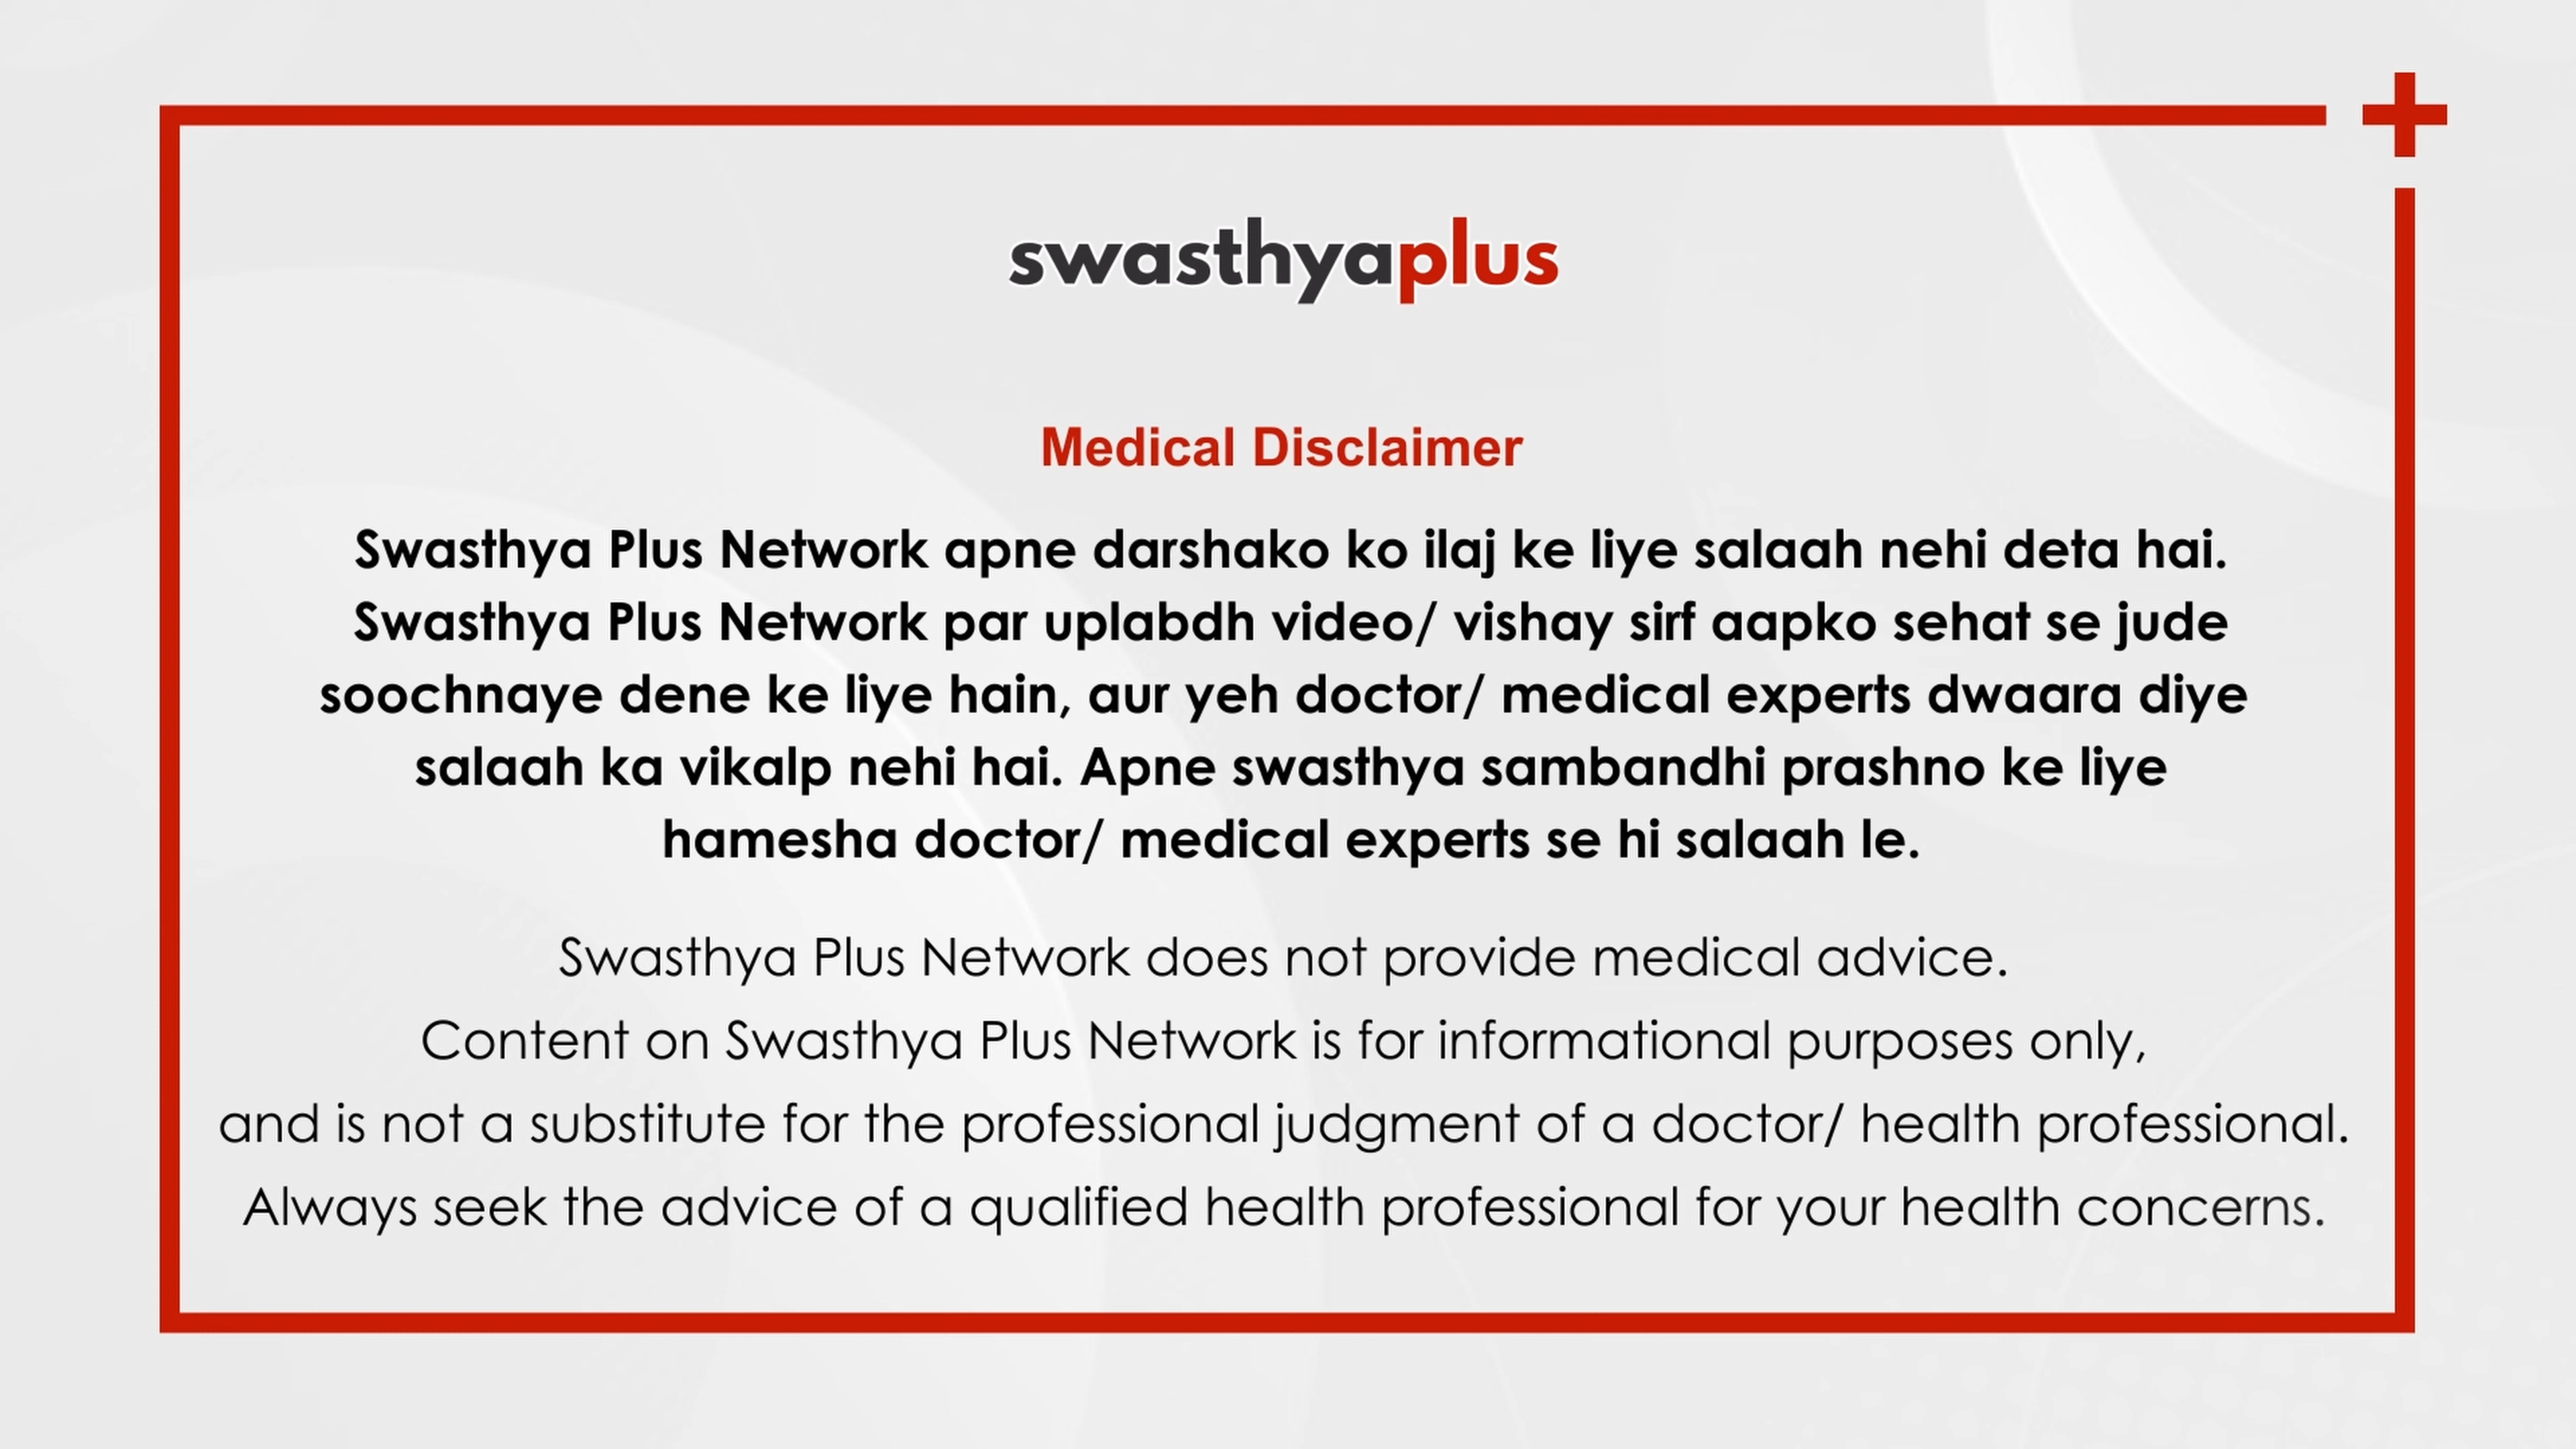 swasthyaplus
Medical Disclaimer
Swasthya Plus Network apne darshako ko ilaj ke liye salaah nehi deta hai.
Swasthya Plus Network par uplabdh video/ vishay sirf aapko sehat se jude
soochnaye dene ke liye hain, aur yeh doctor/ medical experts dwaara diye
salaah ka vikalp nehi hai. Apne swasthya sambandhi prashno ke liye
hamesha doctor/ medical experts se hi salaah le.
Swasthya Plus Network does not provide medical advice.
Content on Swasthya Plus Network is for informational purposes only,
and is not a substitute for the professional judgment of a doctor/ health professional.
Always seek the advice of a qualified health professional for your health concerns.